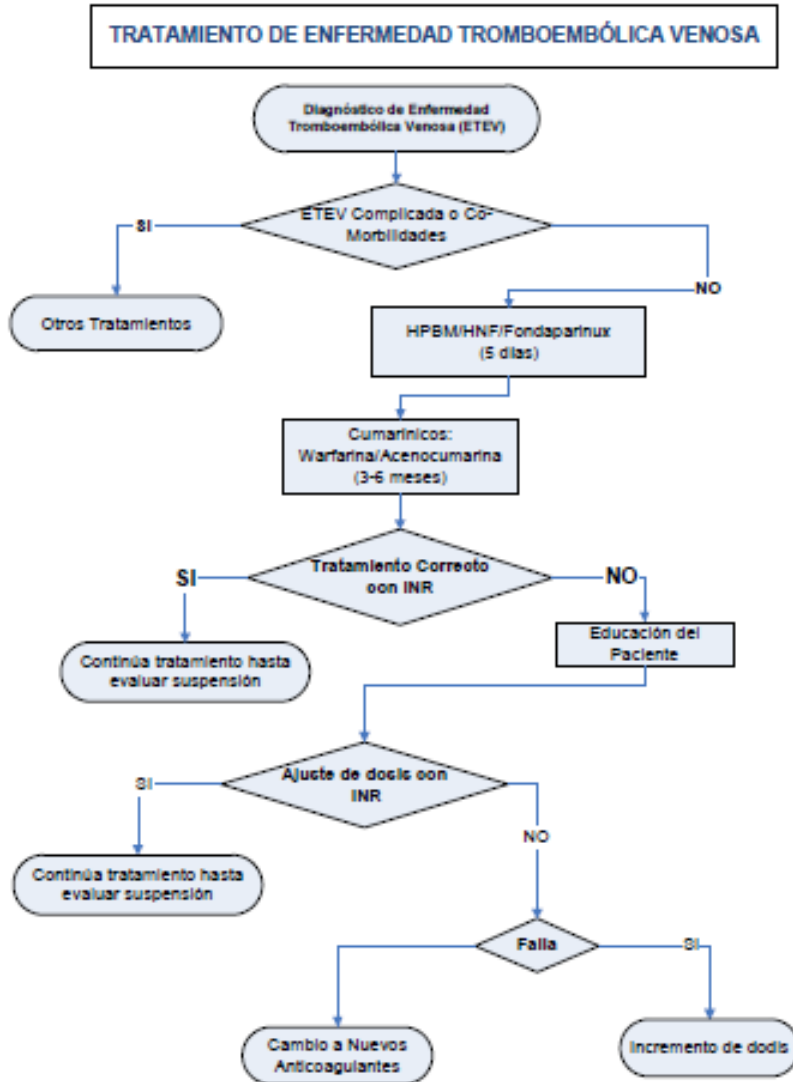 TRATAMIENTO DE ENFERMEDAD TROMBOEMBÓLICA VENOSA
Diagnóstico de Enfermedad
Tromboembólica Venosa (ETEV)
ETEV Complicada o Co-
Morbilidades
SI
NO
Otros Tratamientos
HPBM/HNF/Fondaparinux
(5 días)
Cumarínicos:
Warfarina/Acenocumarina
(3-6 meses)
Tratamiento Correcto
con INR
SI
NO
Educación del
Paciente
Continúa tratamiento hasta
evaluar suspensión
Ajuste de dosis con
INR
SI
NO
Continúa tratamiento hasta
evaluar suspensión
Falla
SI
Cambio a Nuevos
Anticoagulantes
Incremento de dodis